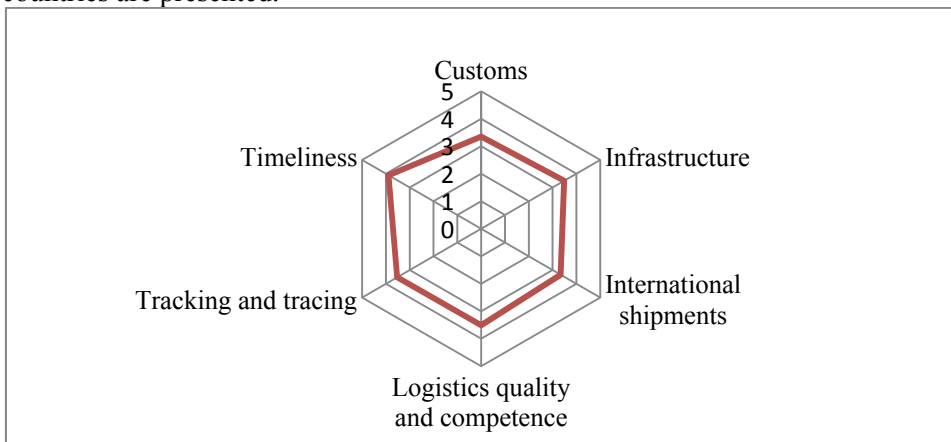 countries are presented.
Customs
5
4
3
2
1
0
Timeliness
Infrastructure
Tracking and tracing
International
shipments
Logistics quality
and competence